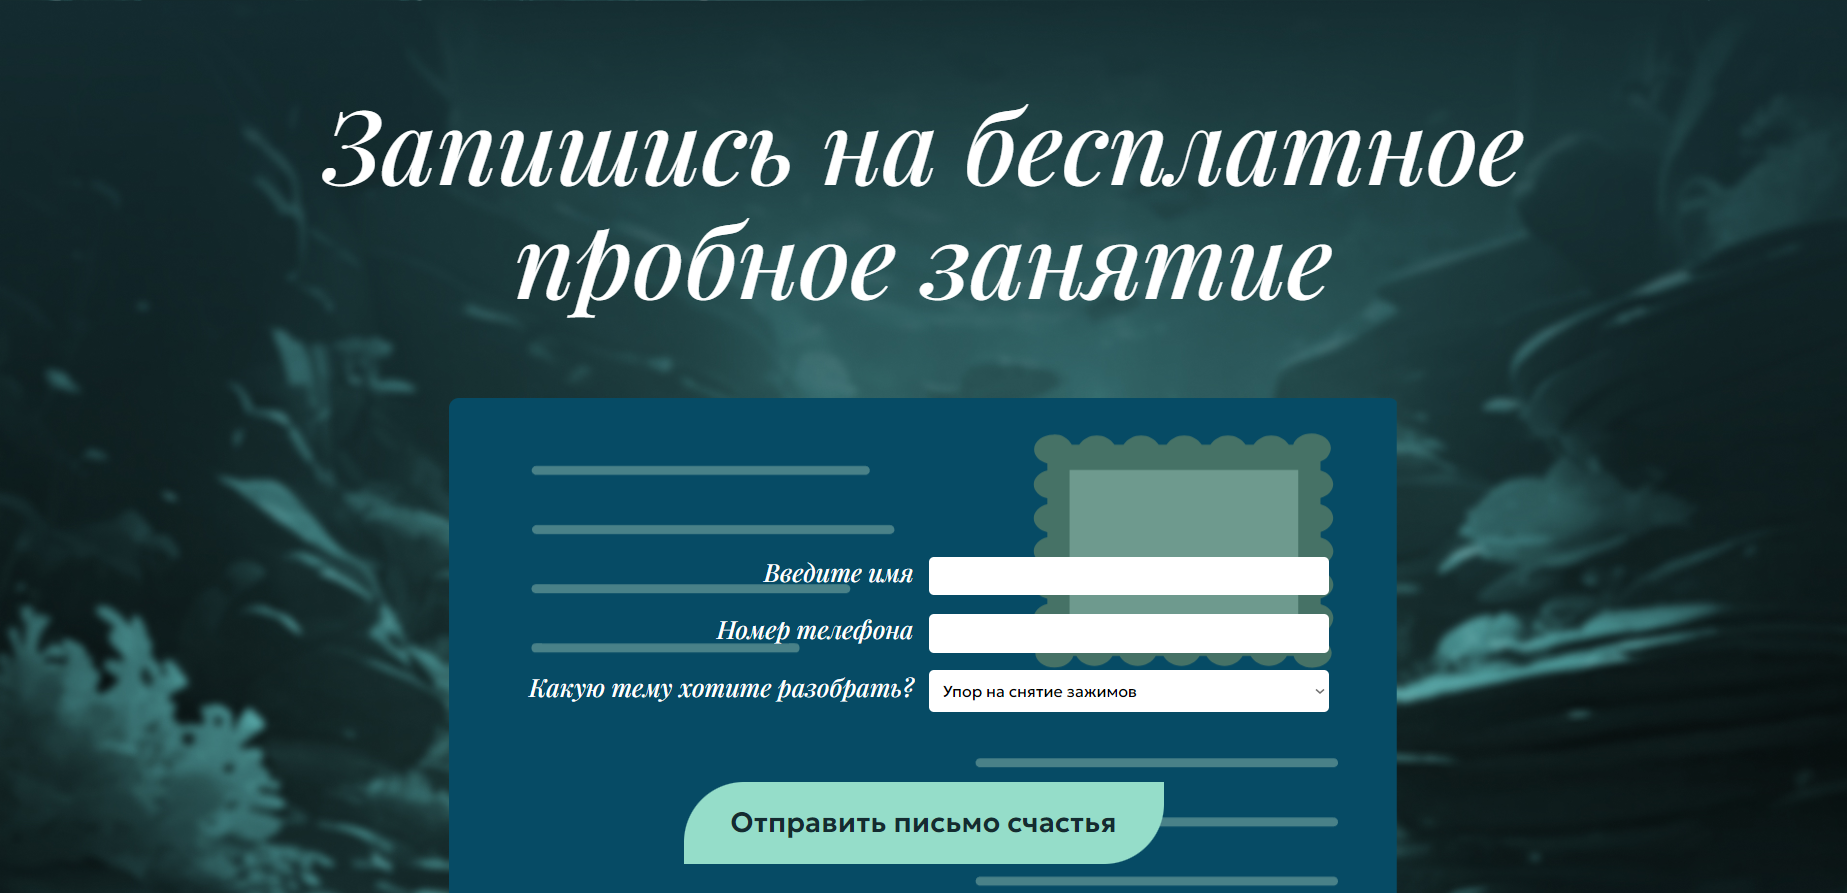 Запишись на бесплатное
пробное занятие
Введите имя
Номер телефона
Какую тему хотите разобрать?
Упор на снятие зажимов
Отправить письмо счастья